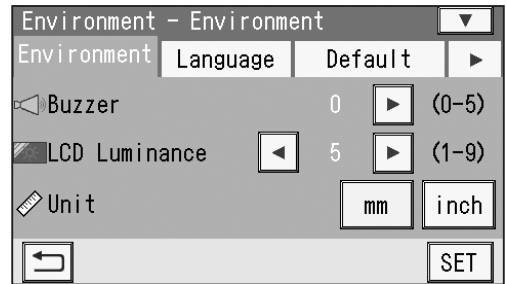 Environment - Environment
Environment Language Default
Buzzer 0 (0-5)
LCD Luminance 5 (1-9)
Unit mm inch
SET